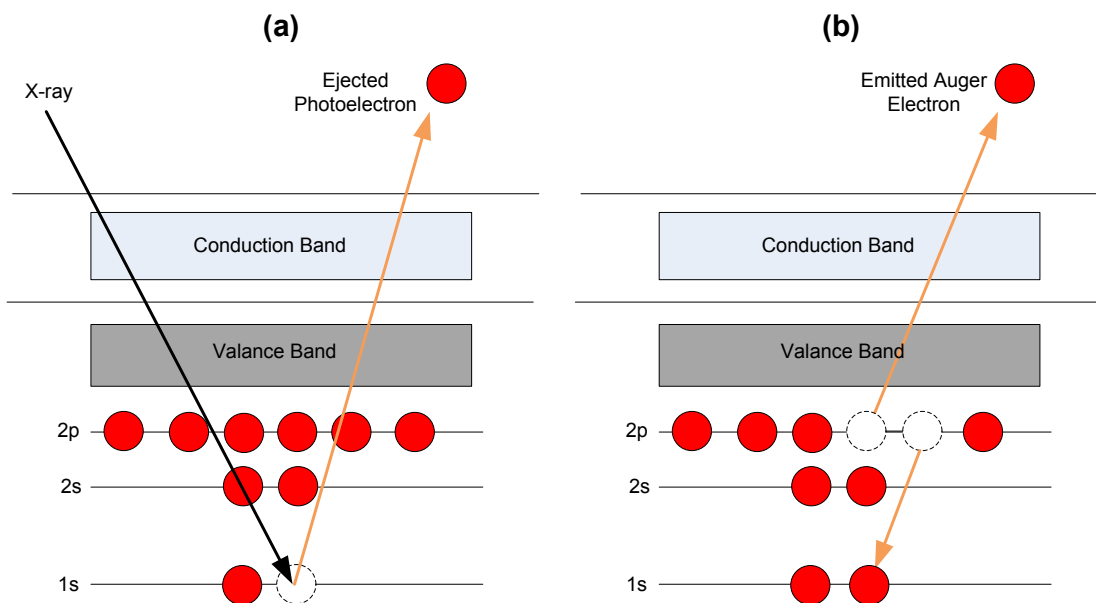 (a)
(b)
X-ray
Ejected
Photoelectron
Emitted Auger
Electron
Conduction Band
Conduction Band
Valance Band
Valance Band
2p
2p
2s
2s
1s
1s